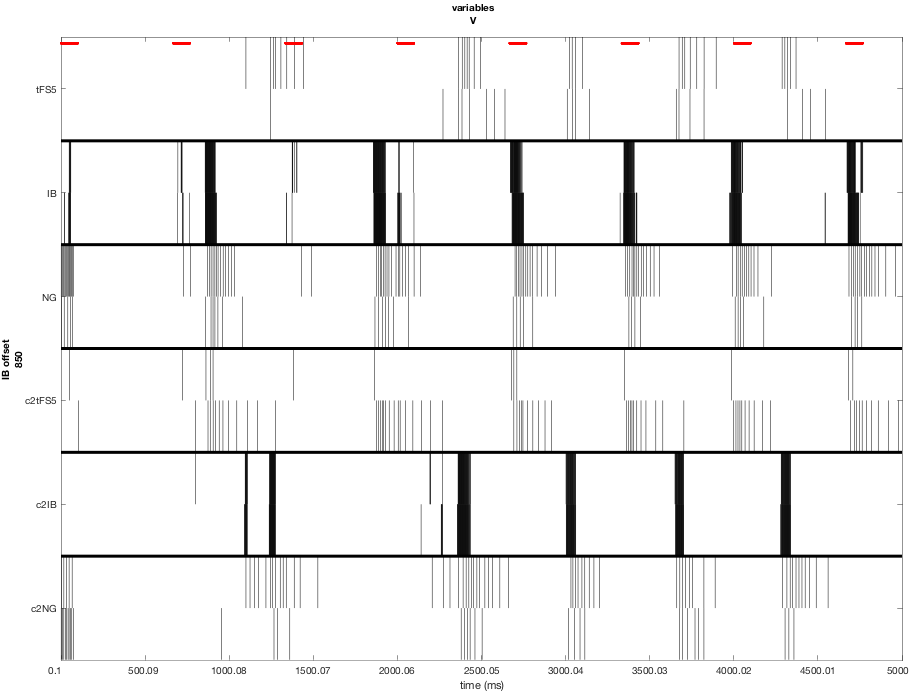 variables
V
tFS5
IB
NG
IB offset
850
c2tFS5
c2IB
c2NG
0.1 500.09 1000.08 1500.07 2000.06 2500.05 3000.04 3500.03 4000.02 4500.01 5000
time (ms)